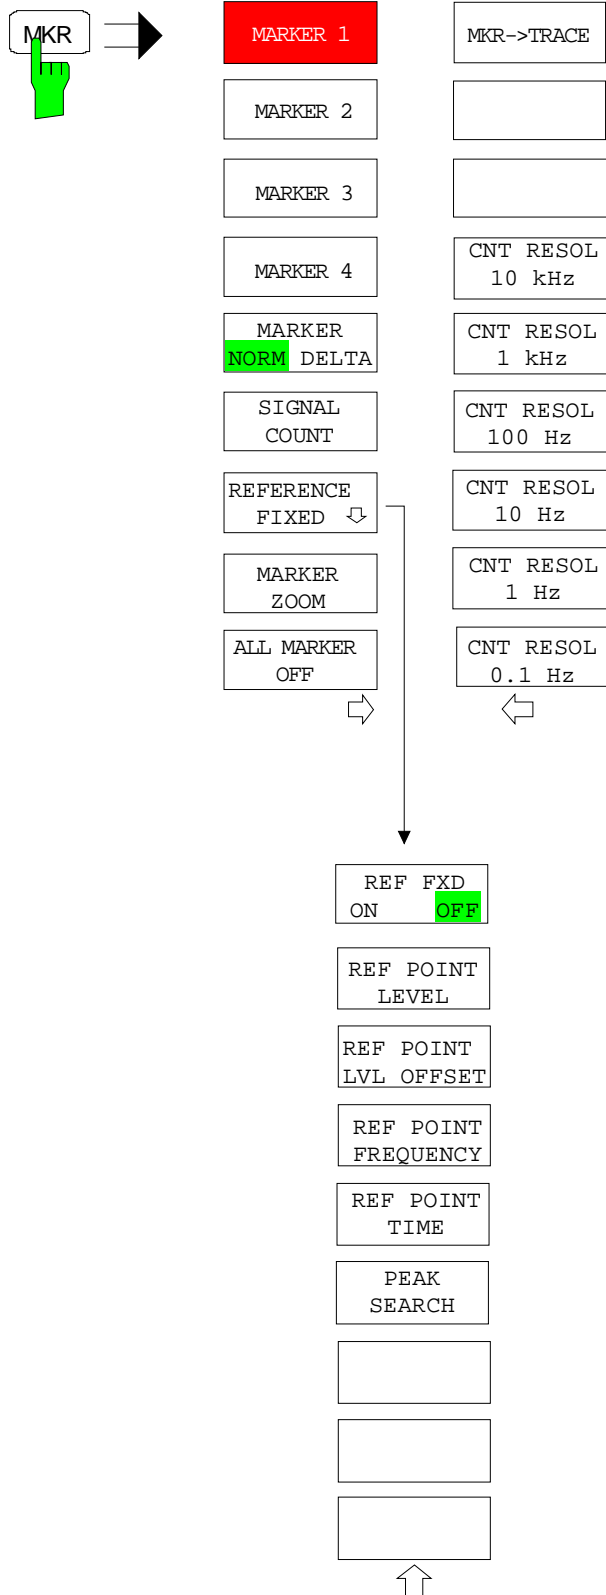 MKR
MARKER 1
MARKER 2
MARKER 3
MARKER 4
MARKER
NORM DELTA
SIGNAL
COUNT
REFERENCE
FIXED
MARKER
ZOOM
ALL MARKER
OFF
MKR->TRACE
CNT RESOL
10 kHz
CNT RESOL
1 kHz
CNT RESOL
100 Hz
CNT RESOL
10 Hz
CNT RESOL
1 Hz
CNT RESOL
0.1 Hz
REF FXD
ON OFF
REF POINT
LEVEL
REF POINT
LVL OFFSET
REF POINT
FREQUENCY
REF POINT
TIME
PEAK
SEARCH